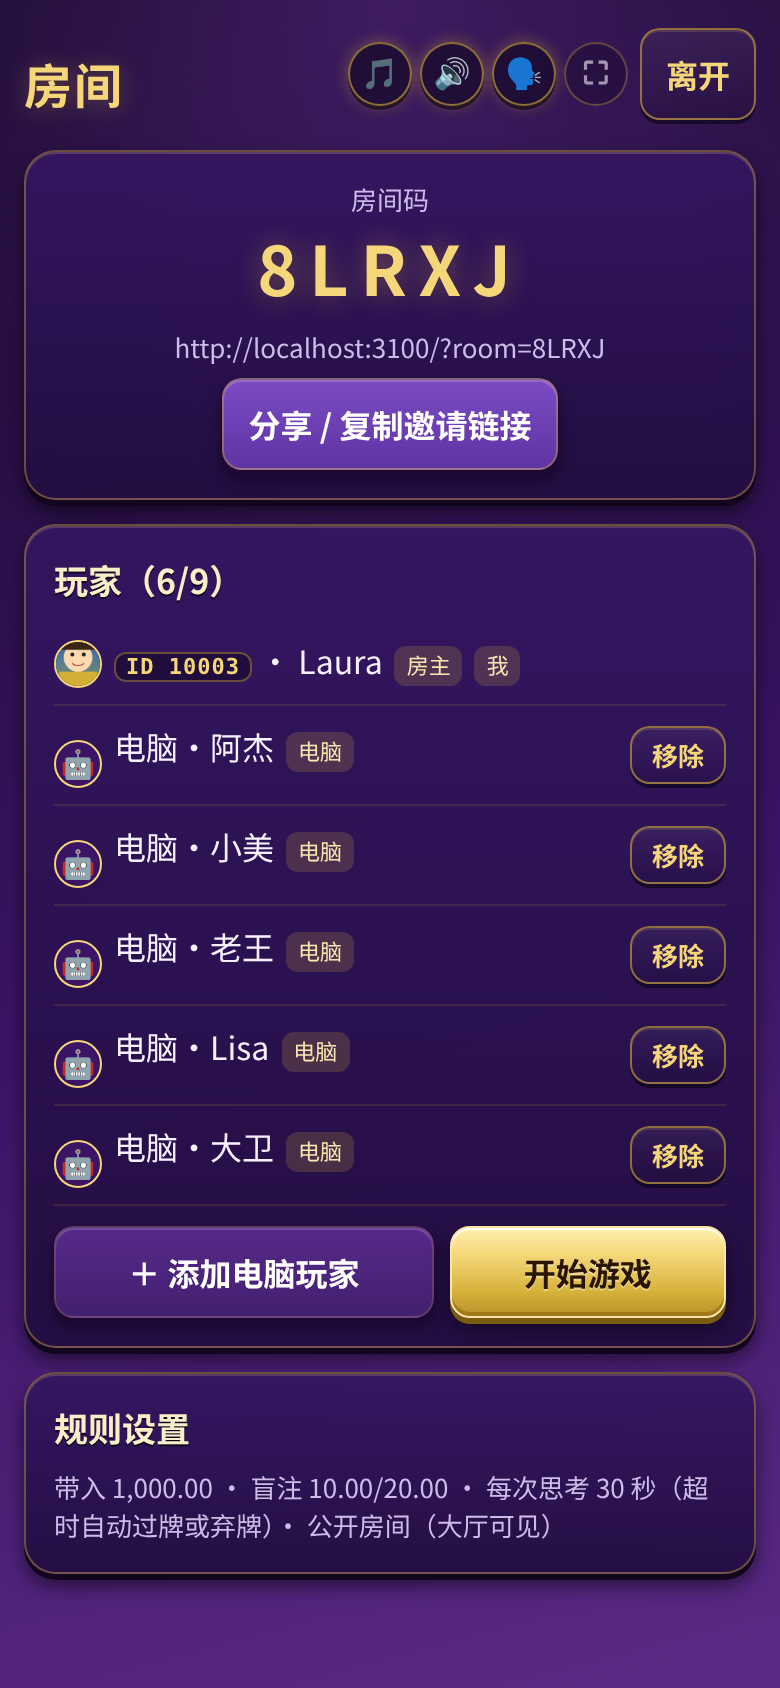 房间
离开
房间码
8LRXJ
http://localhost:3100/?room=8LRXJ
分享 / 复制邀请链接
玩家（6/9）
ID 10003 · Laura 房主 我
电脑·阿杰 电脑 移除
电脑·小美 电脑 移除
电脑·老王 电脑 移除
电脑·Lisa 电脑 移除
电脑·大卫 电脑 移除
＋ 添加电脑玩家
开始游戏
规则设置
带入 1,000.00 · 盲注 10.00/20.00 · 每次思考 30 秒（超
时自动过牌或弃牌）· 公开房间（大厅可见）